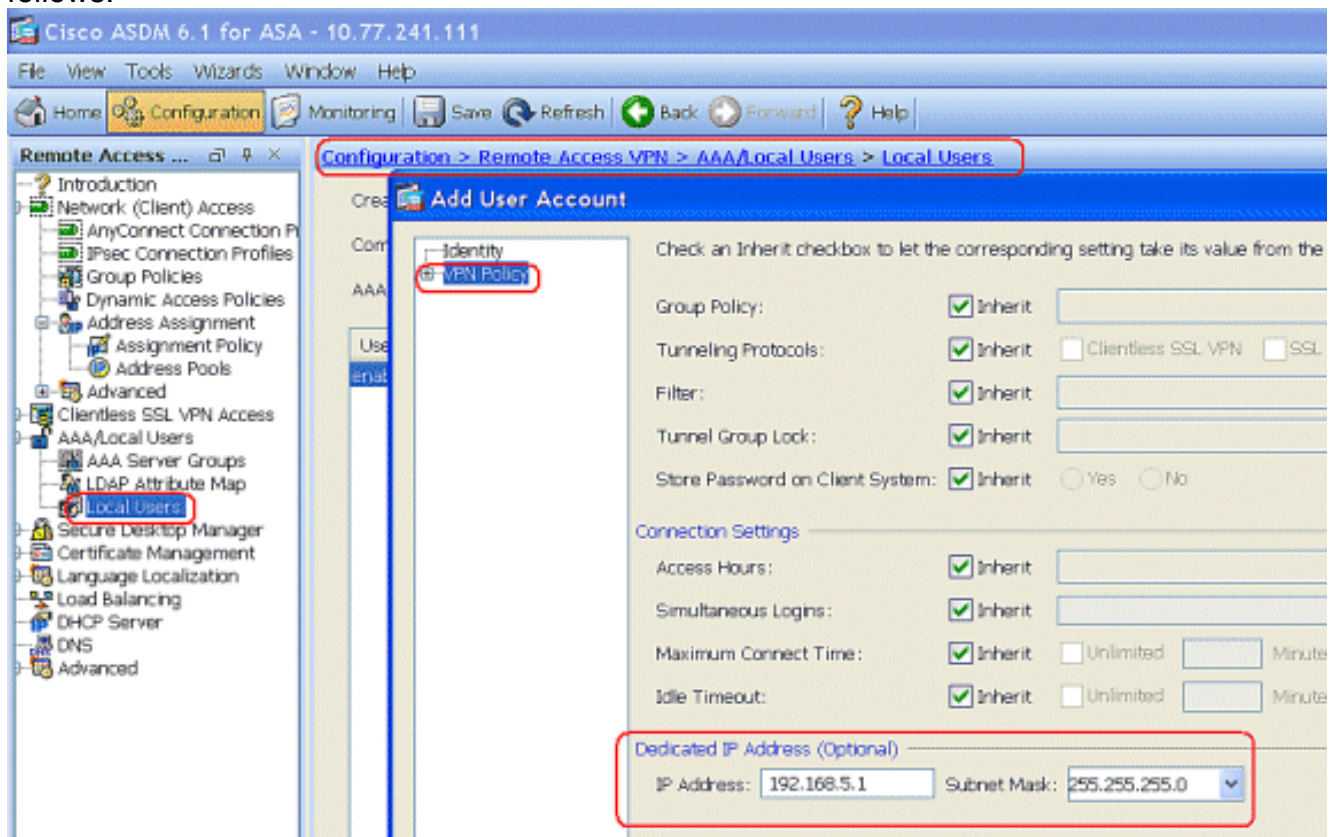 follows:
Cisco ASDM 6.1 for ASA - 10.77.241.111
File View Tools Wizards Window Help
Home Configuration Monitoring Save Refresh Back Forward Help
Remote Access ...
Introduction
Network (Client) Access
AnyConnect Connection P
IPsec Connection Profiles
Group Policies
Dynamic Access Policies
Address Assignment
Assignment Policy
Address Pools
Advanced
Clientless SSL VPN Access
AAA/Local Users
AAA Server Groups
LDAP Attribute Map
Local Users
Secure Desktop Manager
Certificate Management
Language Localization
Load Balancing
DHCP Server
DNS
Advanced
Configuration > Remote Access VPN > AAA/Local Users > Local Users
Crea
Com
AAA
Use
enab
Add User Account
Identity
VPN Policy
Check an Inherit checkbox to let the corresponding setting take its value from the
Group Policy: Inherit
Tunneling Protocols: Inherit Clientless SSL VPN SSL
Filter: Inherit
Tunnel Group Lock: Inherit
Store Password on Client System: Inherit Yes No
Connection Settings
Access Hours: Inherit
Simultaneous Logins: Inherit
Maximum Connect Time: Inherit Unlimited Minute
Idle Timeout: Inherit Unlimited Minute
Dedicated IP Address (Optional)
IP Address: 192.168.5.1 Subnet Mask: 255.255.255.0